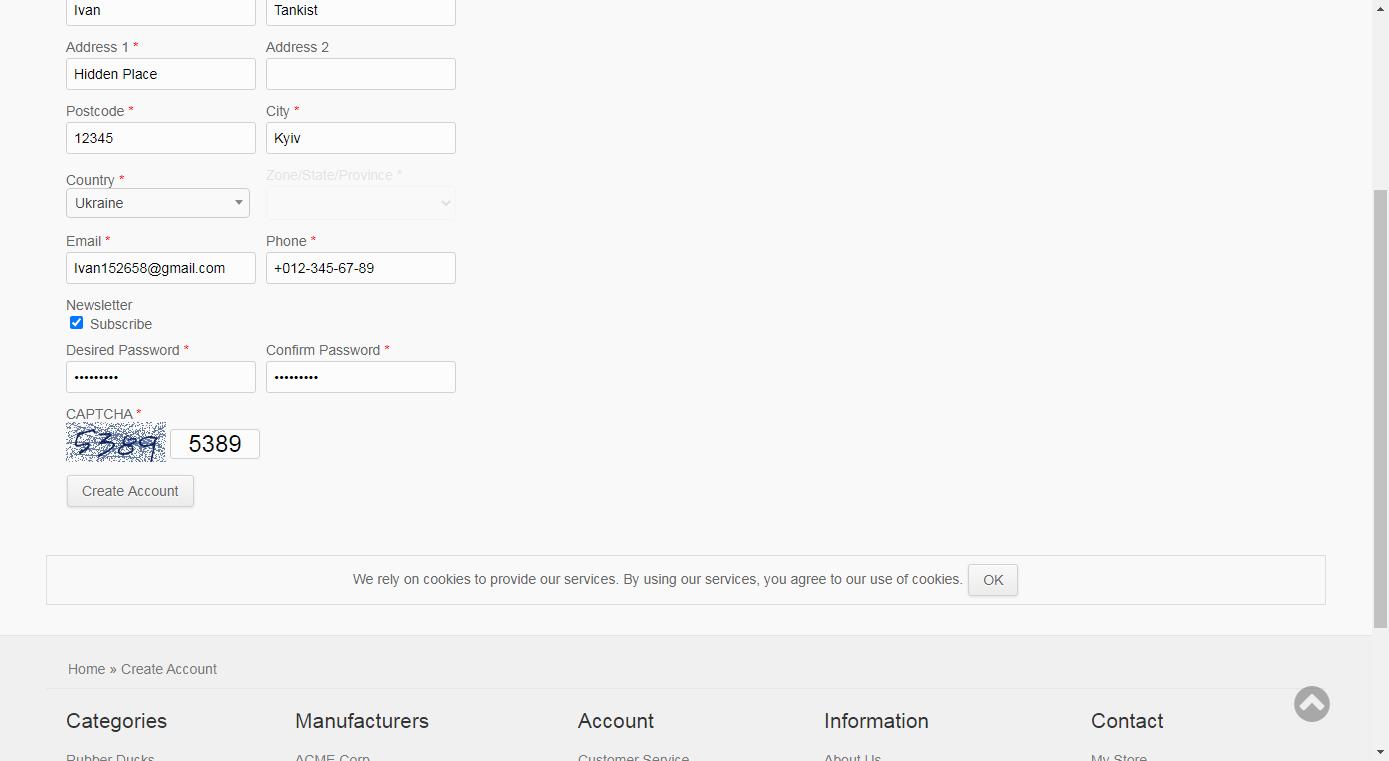 Ivan Tankist
Address 1 * Address 2
Hidden Place
Postcode * City *
12345 Kyiv
Country * Zone/State/Province *
Ukraine
Email * Phone *
Ivan152658@gmail.com +012-345-67-89
Newsletter
Subscribe
Desired Password * Confirm Password *
••••••••• •••••••••
CAPTCHA *
5389 5389
Create Account
We rely on cookies to provide our services. By using our services, you agree to our use of cookies. OK
Home » Create Account
Categories Manufacturers Account Information Contact
Rubber Ducks ACME Corp. Customer Service About Us My Store